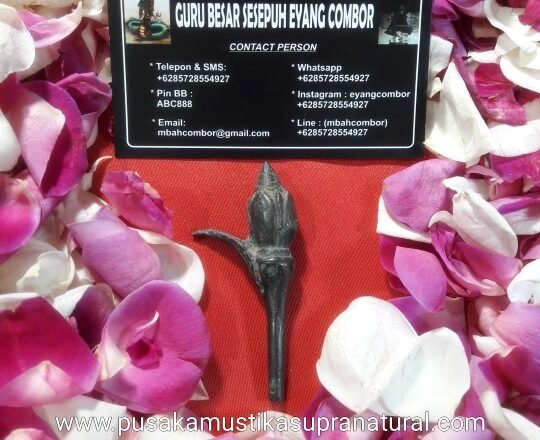 GURU BESAR SESEPUH EYANG COMBOR
CONTACT PERSON
* Telepon & SMS:
+6285728554927
* Pin BB :
ABC888
* Email:
mbahcombor@gmail.com
* Whatsapp
+6285728554927
* Instagram : eyangcombor
+6285728554927
* Line : (mbahcombor)
+6285728554927
www.pusakamustikasupranatural.com